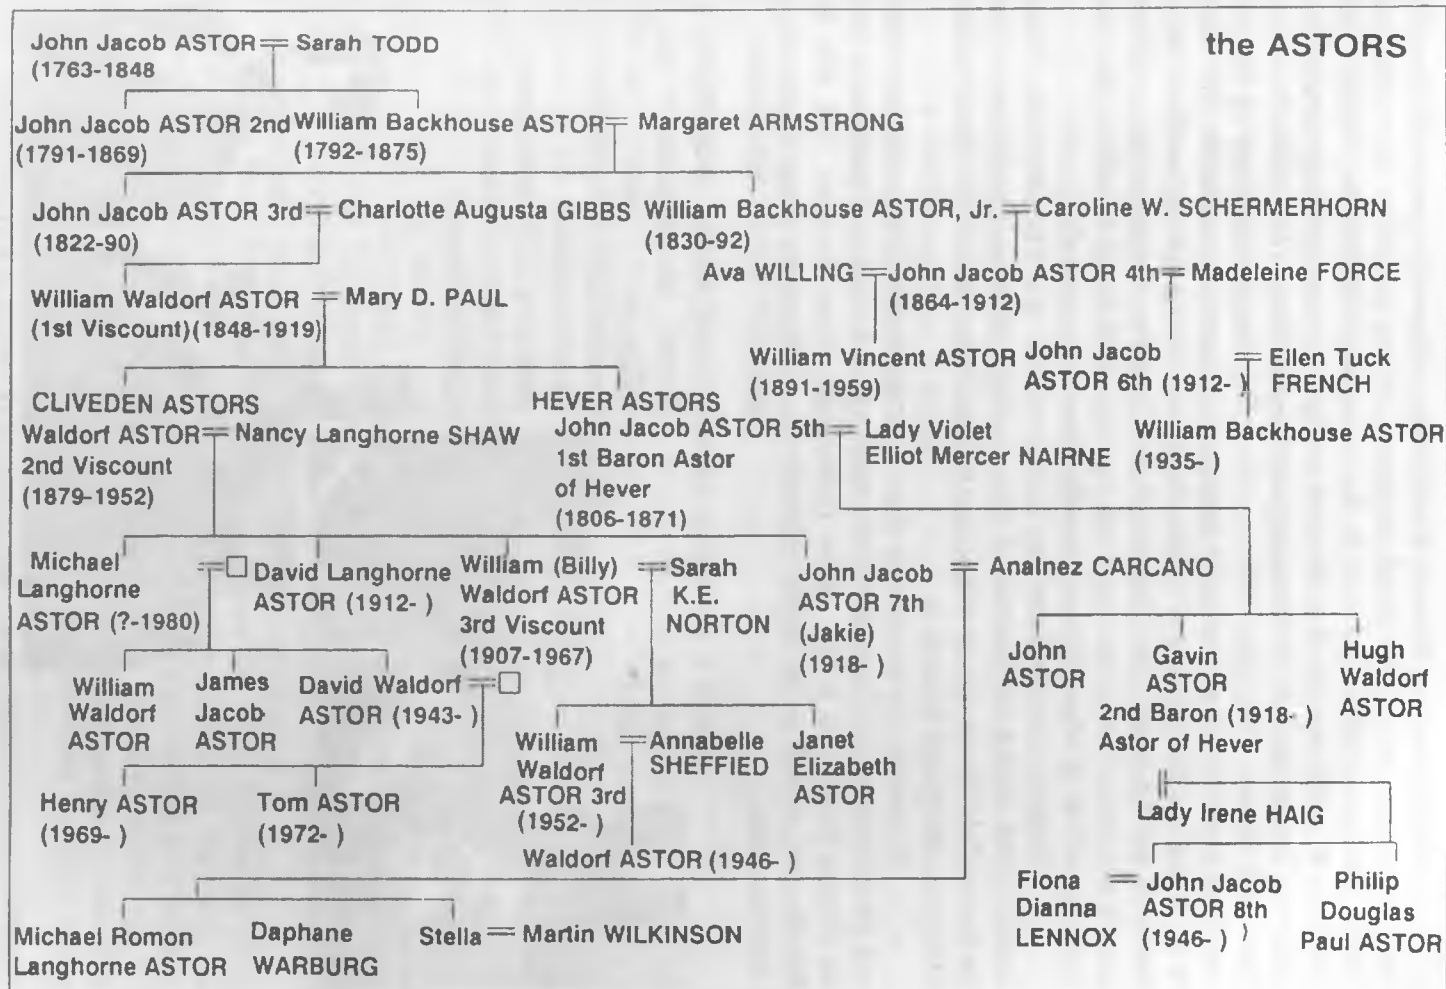 the ASTORS
John Jacob ASTOR = Sarah TODD
(1763-1848
John Jacob ASTOR 2nd
(1791-1869)
William Backhouse ASTOR = Margaret ARMSTRONG
(1792-1875)
John Jacob ASTOR 3rd = Charlotte Augusta GIBBS
(1822-90)
William Backhouse ASTOR, Jr. = Caroline W. SCHERMERHORN
(1830-92)
Ava WILLING = John Jacob ASTOR 4th = Madeleine FORCE
(1864-1912)
William Waldorf ASTOR = Mary D. PAUL
(1st Viscount)(1848-1919)
William Vincent ASTOR
(1891-1959)
John Jacob
ASTOR 6th (1912- )
= Ellen Tuck
FRENCH
CLIVEDEN ASTORS
Waldorf ASTOR = Nancy Langhorne SHAW
2nd Viscount
(1879-1952)
HEVER ASTORS
John Jacob ASTOR 5th = Lady Violet
Elliot Mercer NAIRNE
1st Baron Astor
of Hever
(1806-1871)
William Backhouse ASTOR
(1935- )
Michael
Langhorne
ASTOR (?-1980)
= □
David Langhorne
ASTOR (1912- )
William (Billy)
Waldorf ASTOR
3rd Viscount
(1907-1967)
= Sarah
K.E.
NORTON
John Jacob
ASTOR 7th
(Jakie)
(1918- )
= AnaInez CARCANO
John
ASTOR
Gavin
ASTOR
2nd Baron (1918- )
Astor of Hever
Hugh
Waldorf
ASTOR
William
Waldorf
ASTOR
James
Jacob
ASTOR
David Waldorf = □
ASTOR (1943- )
William
Waldorf
ASTOR 3rd
(1952- )
= Annabelle
SHEFFIED
Janet
Elizabeth
ASTOR
Henry ASTOR
(1969- )
Tom ASTOR
(1972- )
Waldorf ASTOR (1946- )
Lady Irene HAIG
Fiona
Dianna
LENNOX
= John Jacob
ASTOR 8th
(1946- )
Philip
Douglas
Paul ASTOR
Michael Romon
Langhorne ASTOR
Daphane
WARBURG
Stella = Martin WILKINSON